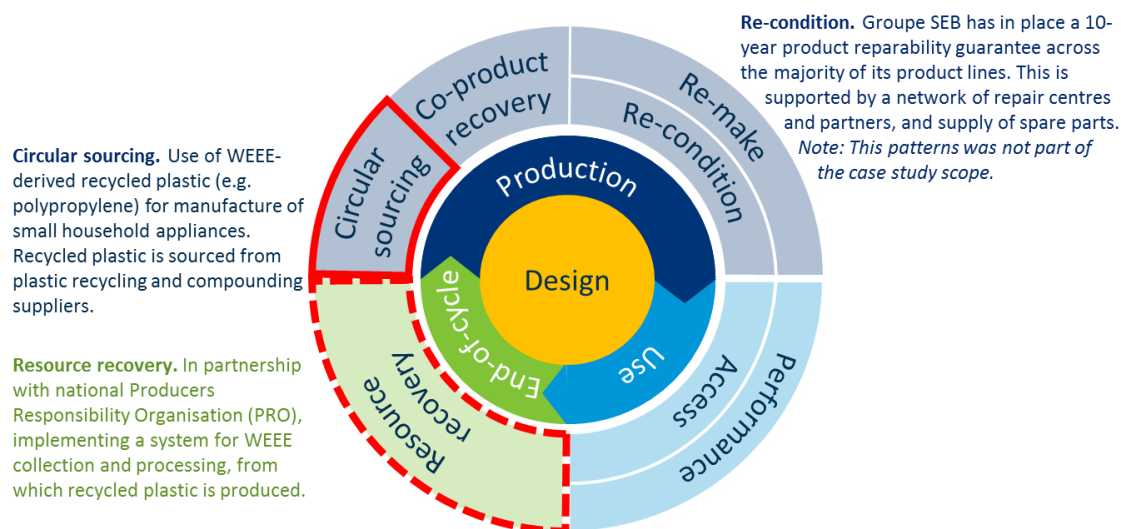 Re-condition. Groupe SEB has in place a 10-
year product reparability guarantee across
the majority of its product lines. This is
supported by a network of repair centres
and partners, and supply of spare parts.
Note: This patterns was not part of
the case study scope.
Circular sourcing. Use of WEEE-
derived recycled plastic (e.g.
polypropylene) for manufacture of
small household appliances.
Recycled plastic is sourced from
plastic recycling and compounding
suppliers.
Resource recovery. In partnership
with national Producers
Responsibility Organisation (PRO),
implementing a system for WEEE
collection and processing, from
which recycled plastic is produced.
Co-product
recovery
Re-make
Re-condition
Circular
sourcing
Production
Design
End-of-cycle
Use
Resource
recovery
Access
Performance